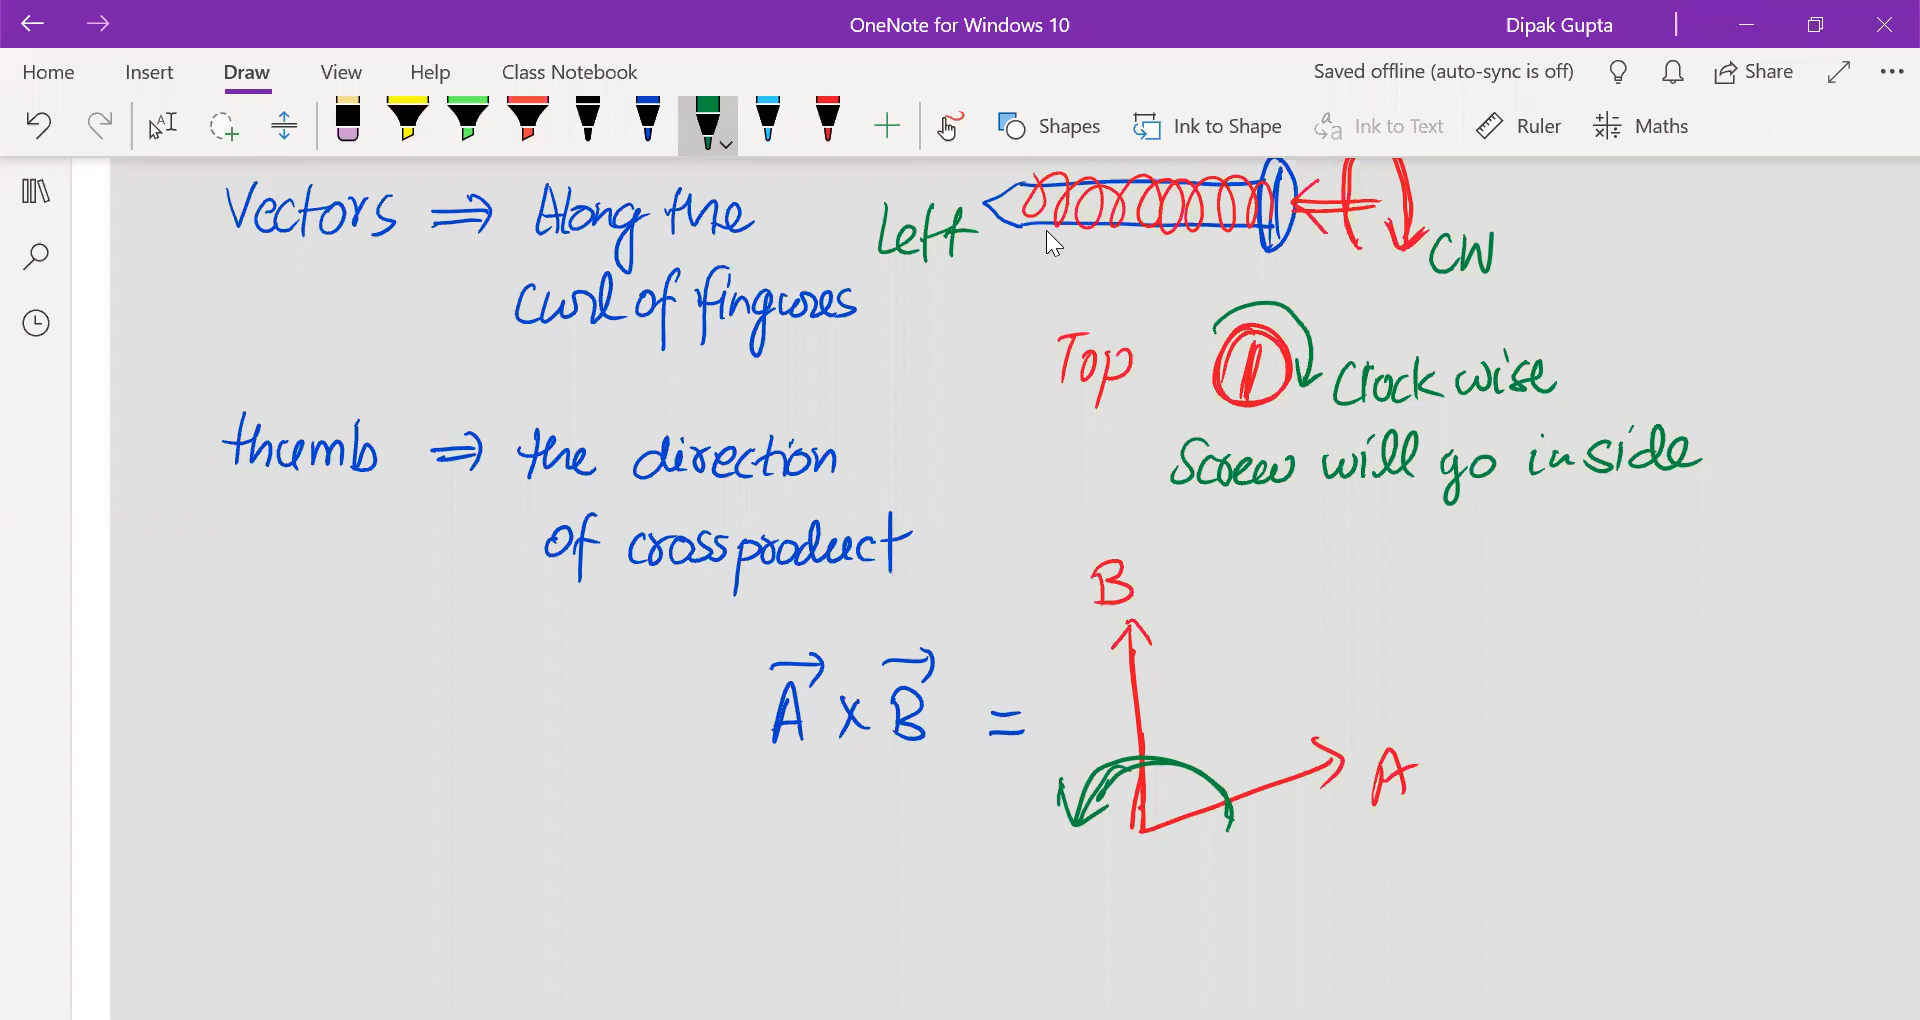 OneNote for Windows 10
Dipak Gupta
Home Insert Draw View Help Class Notebook
Saved offline (auto-sync is off) Share
Shapes Ink to Shape Ink to Text Ruler Maths
Vectors ⇒ Along the
curl of fingures
Left
CW
Top
Clockwise
Screw will go inside
thumb ⇒ the direction
of cross product
B
A × B =
A